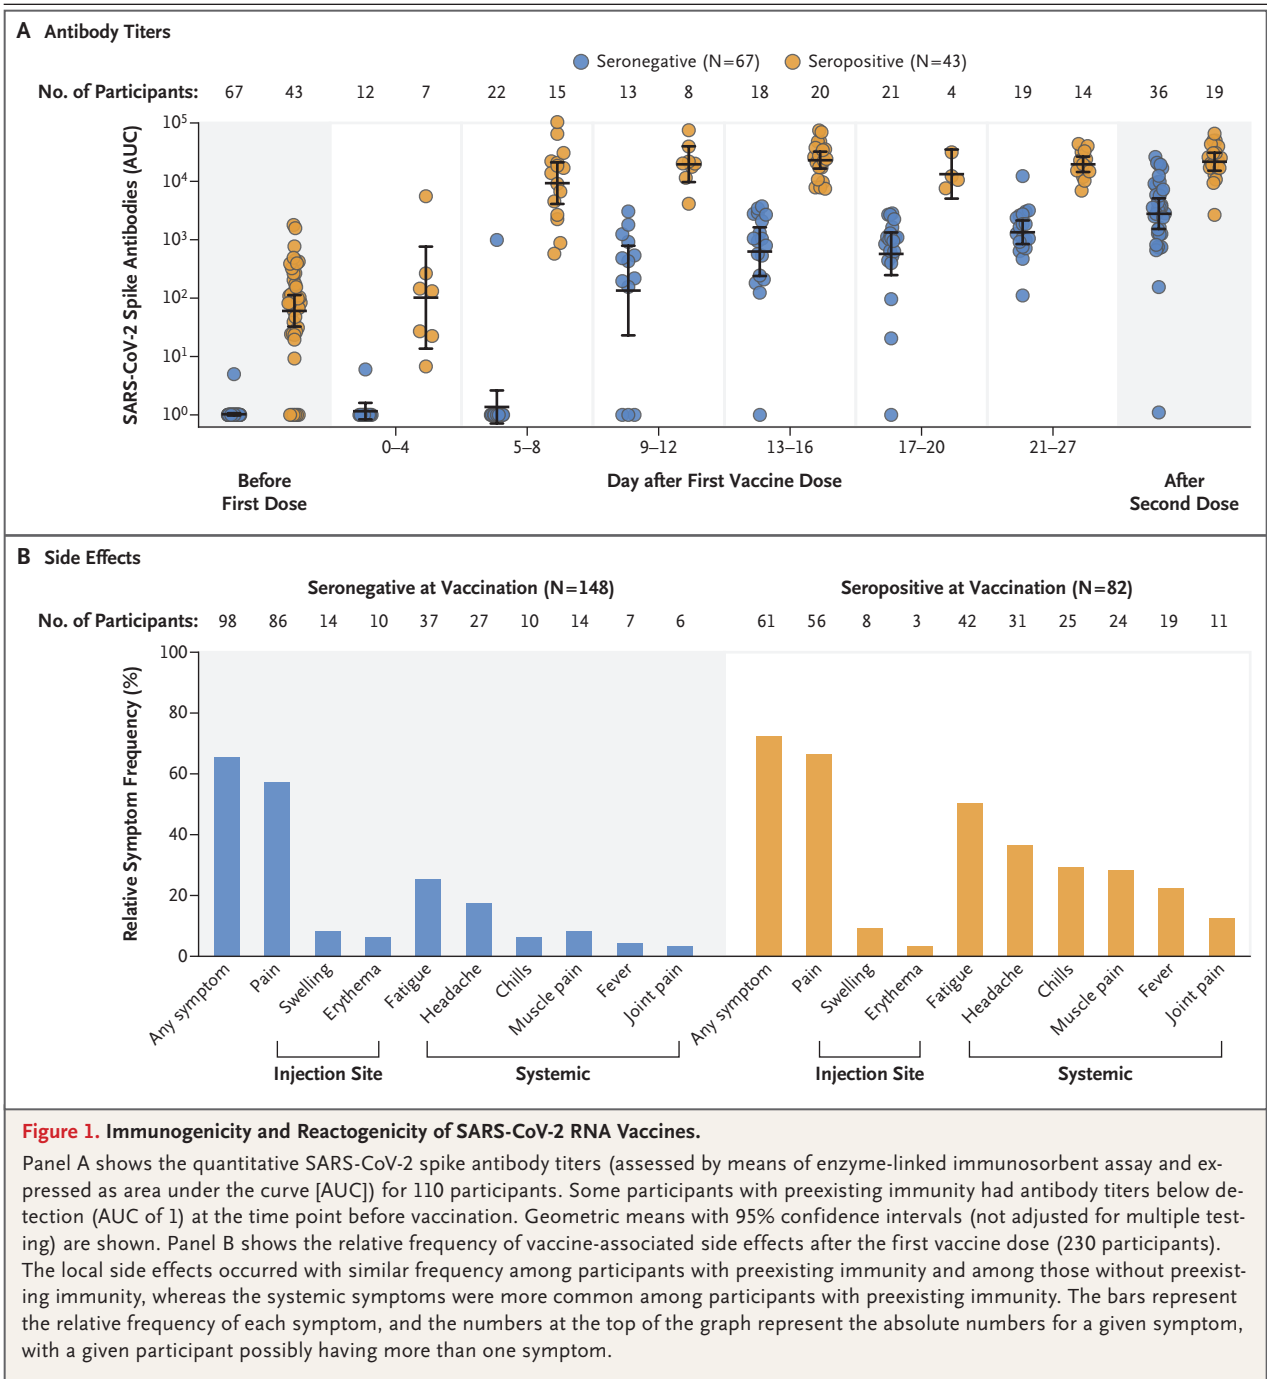 A Antibody Titers
Seronegative (N=67) Seropositive (N=43)
No. of Participants: 67 43 12 7 22 15 13 8 18 20 21 4 19 14 36 19
SARS-CoV-2 Spike Antibodies (AUC)
10⁵
10⁴
10³
10²
10¹
10⁰
0–4 5–8 9–12 13–16 17–20 21–27
Before First Dose
Day after First Vaccine Dose
After Second Dose
B Side Effects
Seronegative at Vaccination (N=148) Seropositive at Vaccination (N=82)
No. of Participants: 98 86 14 10 37 27 10 14 7 6 61 56 8 3 42 31 25 24 19 11
Relative Symptom Frequency (%)
100
80
60
40
20
0
Any symptom Pain Swelling Erythema Fatigue Headache Chills Muscle pain Fever Joint pain Any symptom Pain Swelling Erythema Fatigue Headache Chills Muscle pain Fever Joint pain
Injection Site Systemic Injection Site Systemic
Figure 1. Immunogenicity and Reactogenicity of SARS-CoV-2 RNA Vaccines.
Panel A shows the quantitative SARS-CoV-2 spike antibody titers (assessed by means of enzyme-linked immunosorbent assay and ex-
pressed as area under the curve [AUC]) for 110 participants. Some participants with preexisting immunity had antibody titers below de-
tection (AUC of 1) at the time point before vaccination. Geometric means with 95% confidence intervals (not adjusted for multiple test-
ing) are shown. Panel B shows the relative frequency of vaccine-associated side effects after the first vaccine dose (230 participants).
The local side effects occurred with similar frequency among participants with preexisting immunity and among those without preexist-
ing immunity, whereas the systemic symptoms were more common among participants with preexisting immunity. The bars represent
the relative frequency of each symptom, and the numbers at the top of the graph represent the absolute numbers for a given symptom,
with a given participant possibly having more than one symptom.